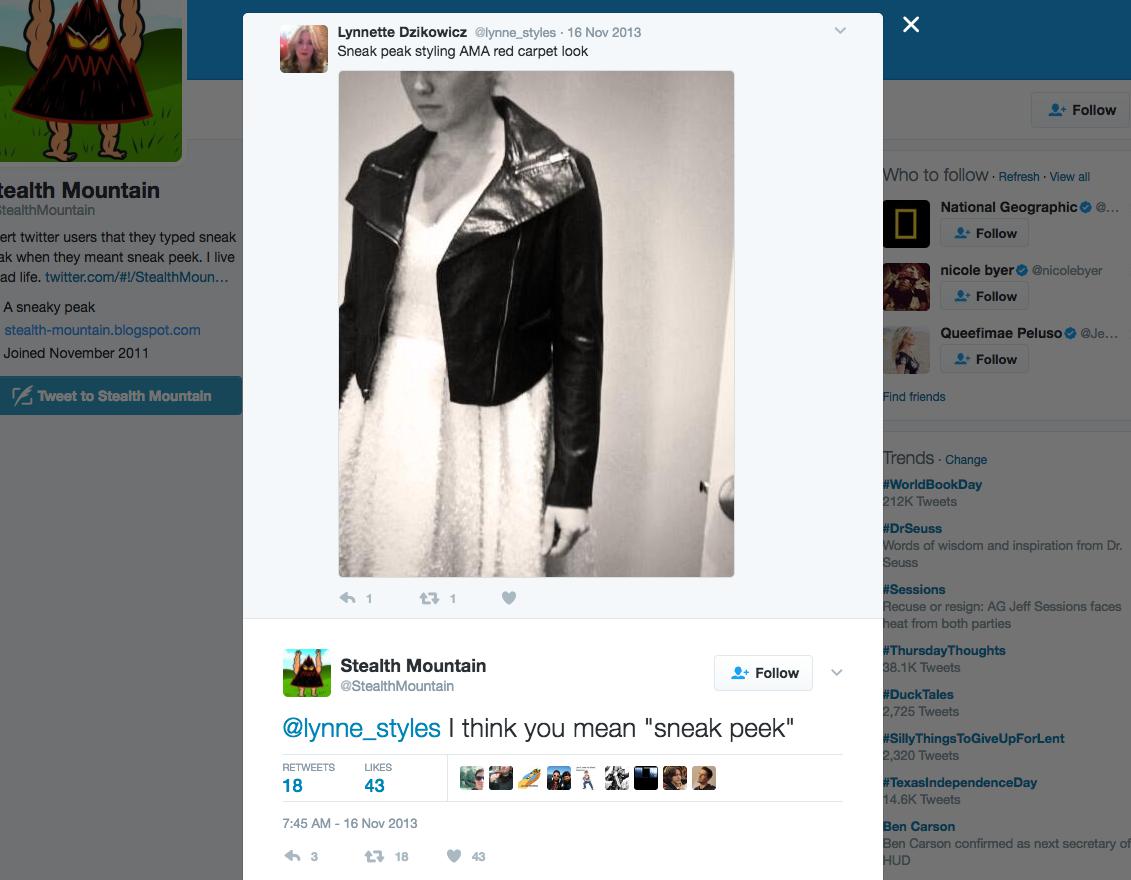 Lynnette Dzikowicz @lynne_styles · 16 Nov 2013
Sneak peak styling AMA red carpet look
1 1
Stealth Mountain
@StealthMountain
Follow
@lynne_styles I think you mean "sneak peek"
RETWEETS LIKES
18 43
7:45 AM - 16 Nov 2013
3 18 43
tealth Mountain
StealthMountain
ert twitter users that they typed sneak
ak when they meant sneak peek. I live
ad life. twitter.com/#!/StealthMoun...
A sneaky peak
stealth-mountain.blogspot.com
Joined November 2011
Tweet to Stealth Mountain
Follow
Who to follow · Refresh · View all
National Geographic @...
Follow
nicole byer @nicolebyer
Follow
Queefimae Peluso @Je...
Follow
Find friends
Trends · Change
#WorldBookDay
212K Tweets
#DrSeuss
Words of wisdom and inspiration from Dr.
Seuss
#Sessions
Recuse or resign: AG Jeff Sessions faces
heat from both parties
#ThursdayThoughts
38.1K Tweets
#DuckTales
2,725 Tweets
#SillyThingsToGiveUpForLent
2,320 Tweets
#TexasIndependenceDay
14.6K Tweets
Ben Carson
Ben Carson confirmed as next secretary of
HUD